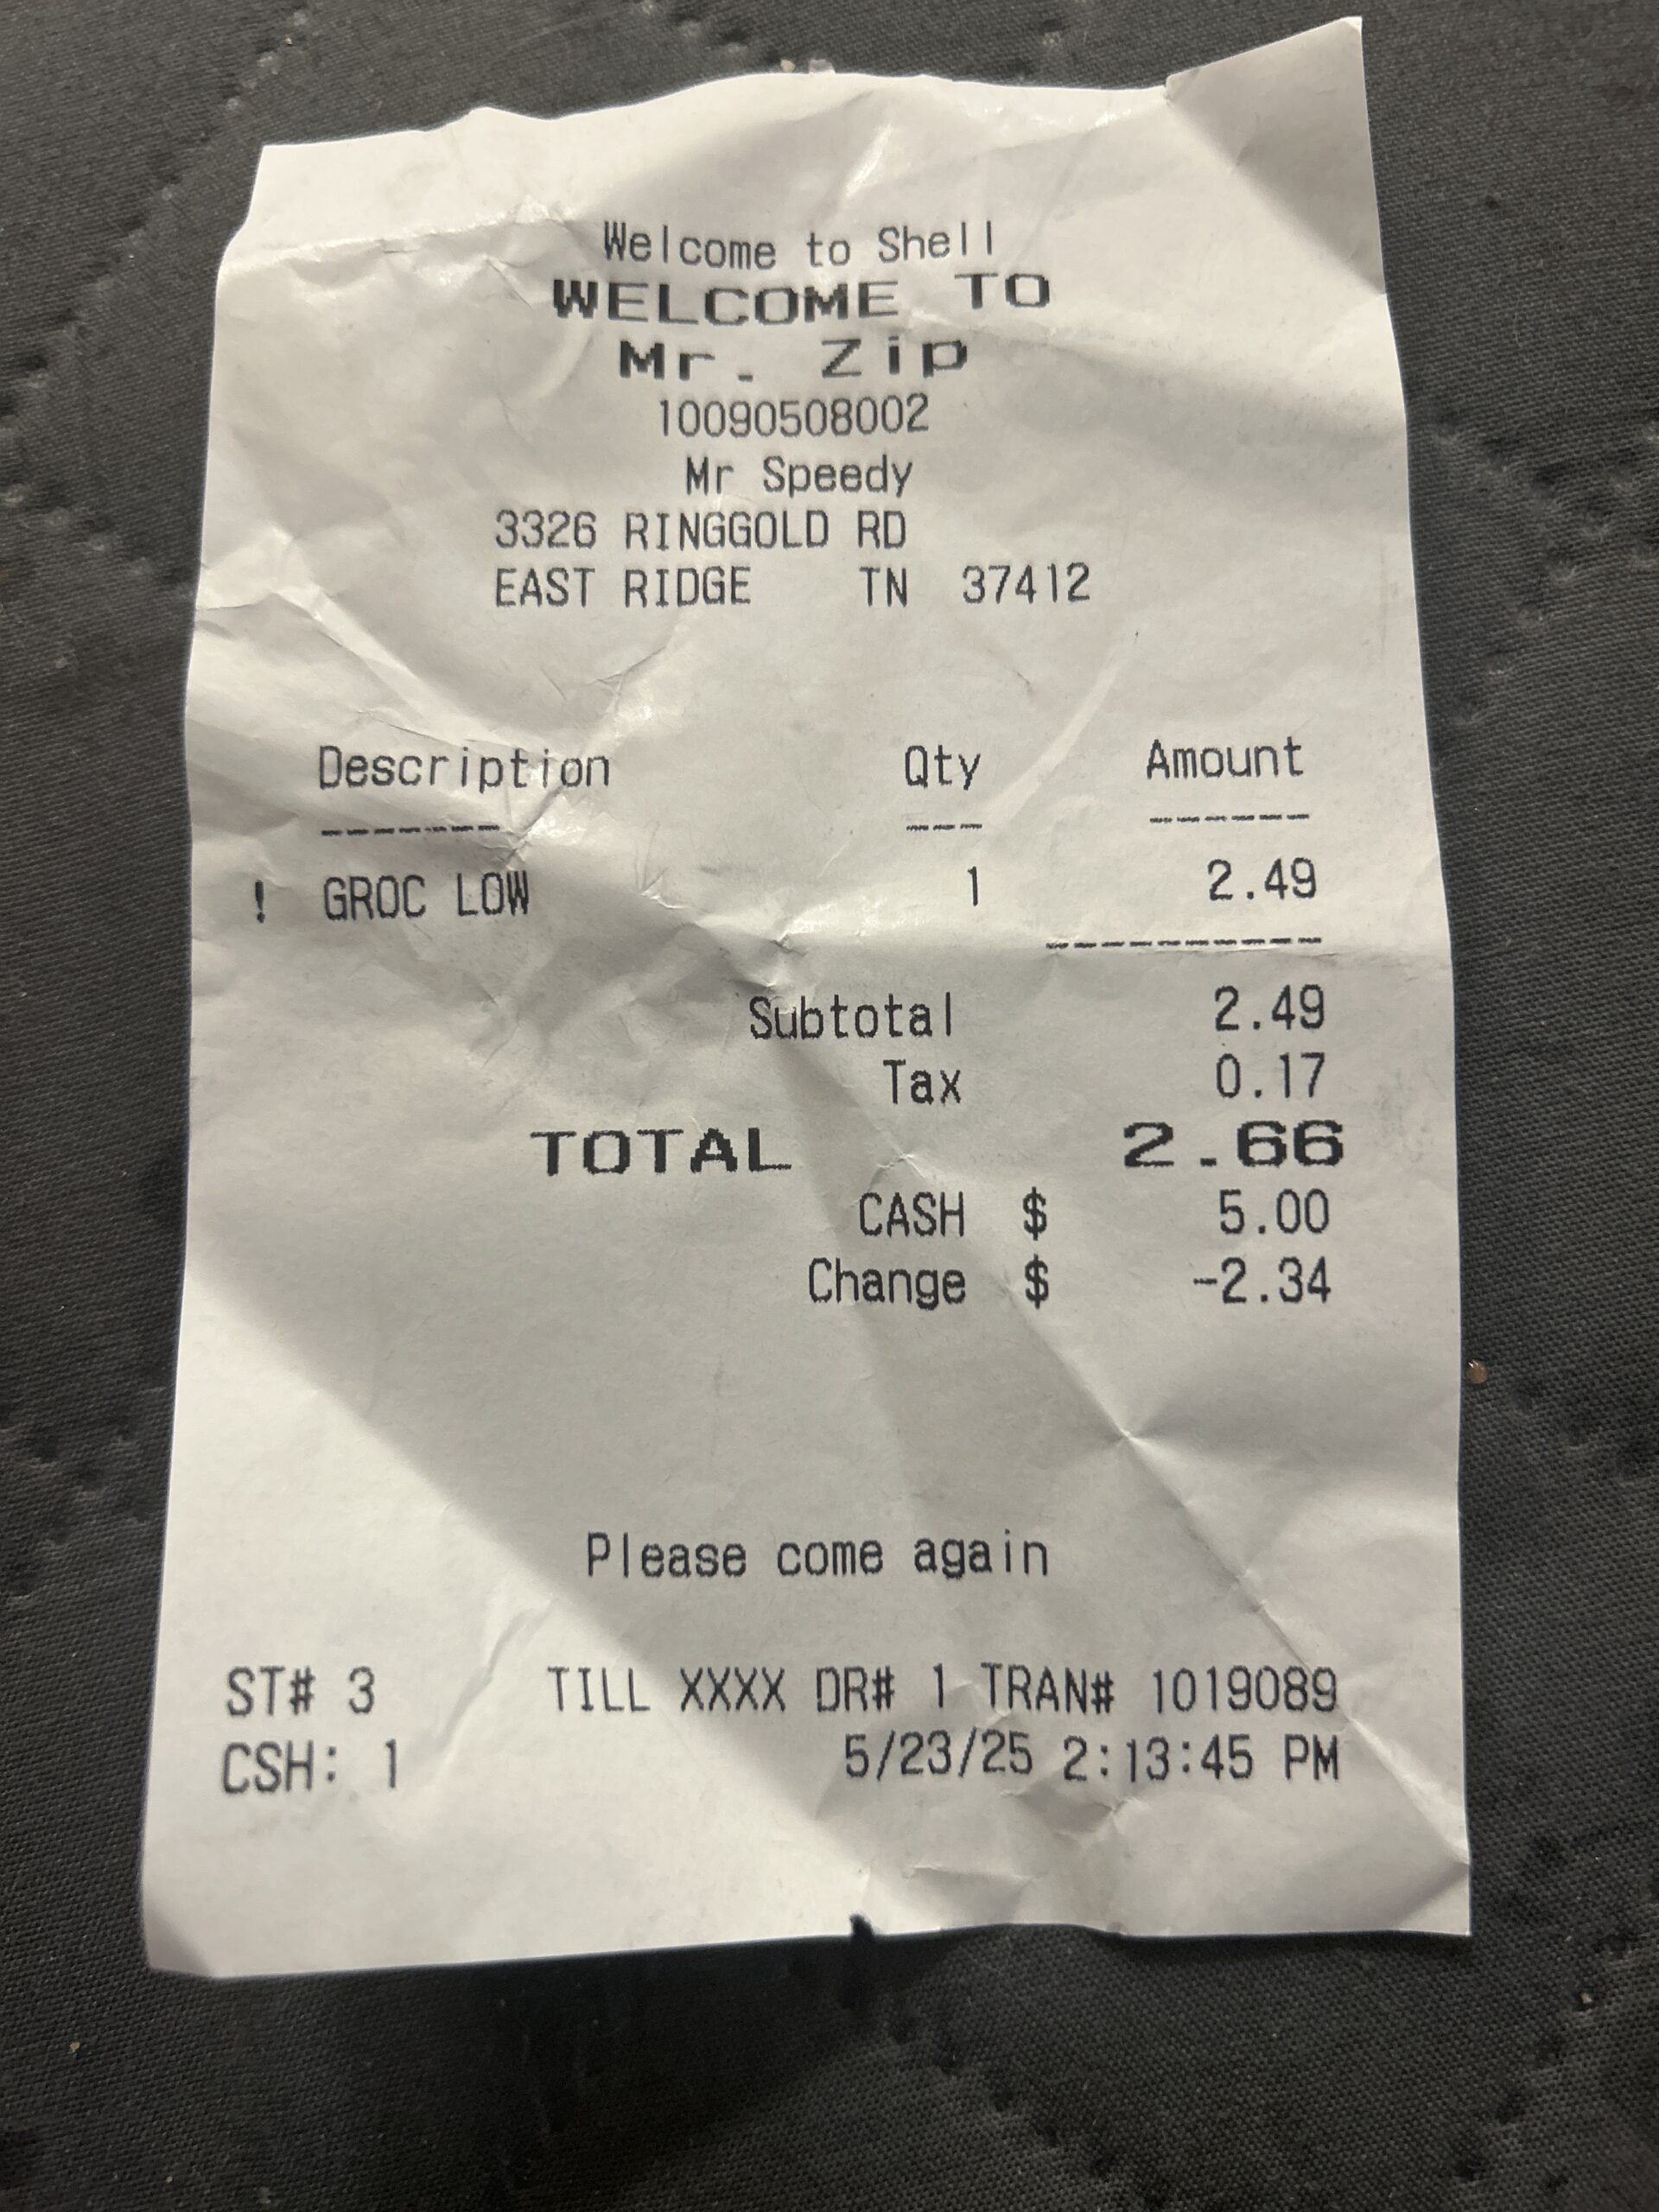 Welcome to Shell
WELCOME TO
Mr. Zip
10090508002
Mr Speedy
3326 RINGGOLD RD
EAST RIDGE TN 37412
Description Qty Amount
------- --- -------
! GROC LOW 1 2.49
----------
Subtotal 2.49
Tax 0.17
TOTAL 2.66
CASH $ 5.00
Change $ -2.34
Please come again
ST# 3 TILL XXXX DR# 1 TRAN# 1019089
CSH: 1 5/23/25 2:13:45 PM